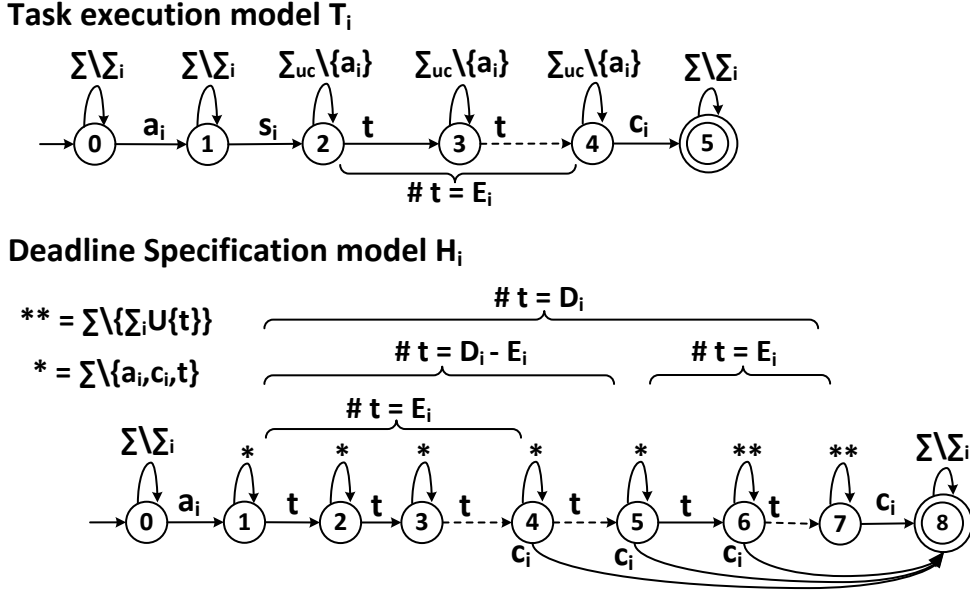 Task execution model Tᵢ
∑\∑ᵢ ∑\∑ᵢ ∑uc\{aᵢ} ∑uc\{aᵢ} ∑uc\{aᵢ} ∑\∑ᵢ
aᵢ sᵢ t t cᵢ
0 1 2 3 4 5
# t = Eᵢ
Deadline Specification model Hᵢ
** = ∑\{∑ᵢU{t}}
# t = Dᵢ
* = ∑\{aᵢ,cᵢ,t}
# t = Dᵢ - Eᵢ # t = Eᵢ
# t = Eᵢ
∑\∑ᵢ * * * * * ** ** ∑\∑ᵢ
aᵢ t t t t t t cᵢ
0 1 2 3 4 5 6 7 8
cᵢ cᵢ cᵢ